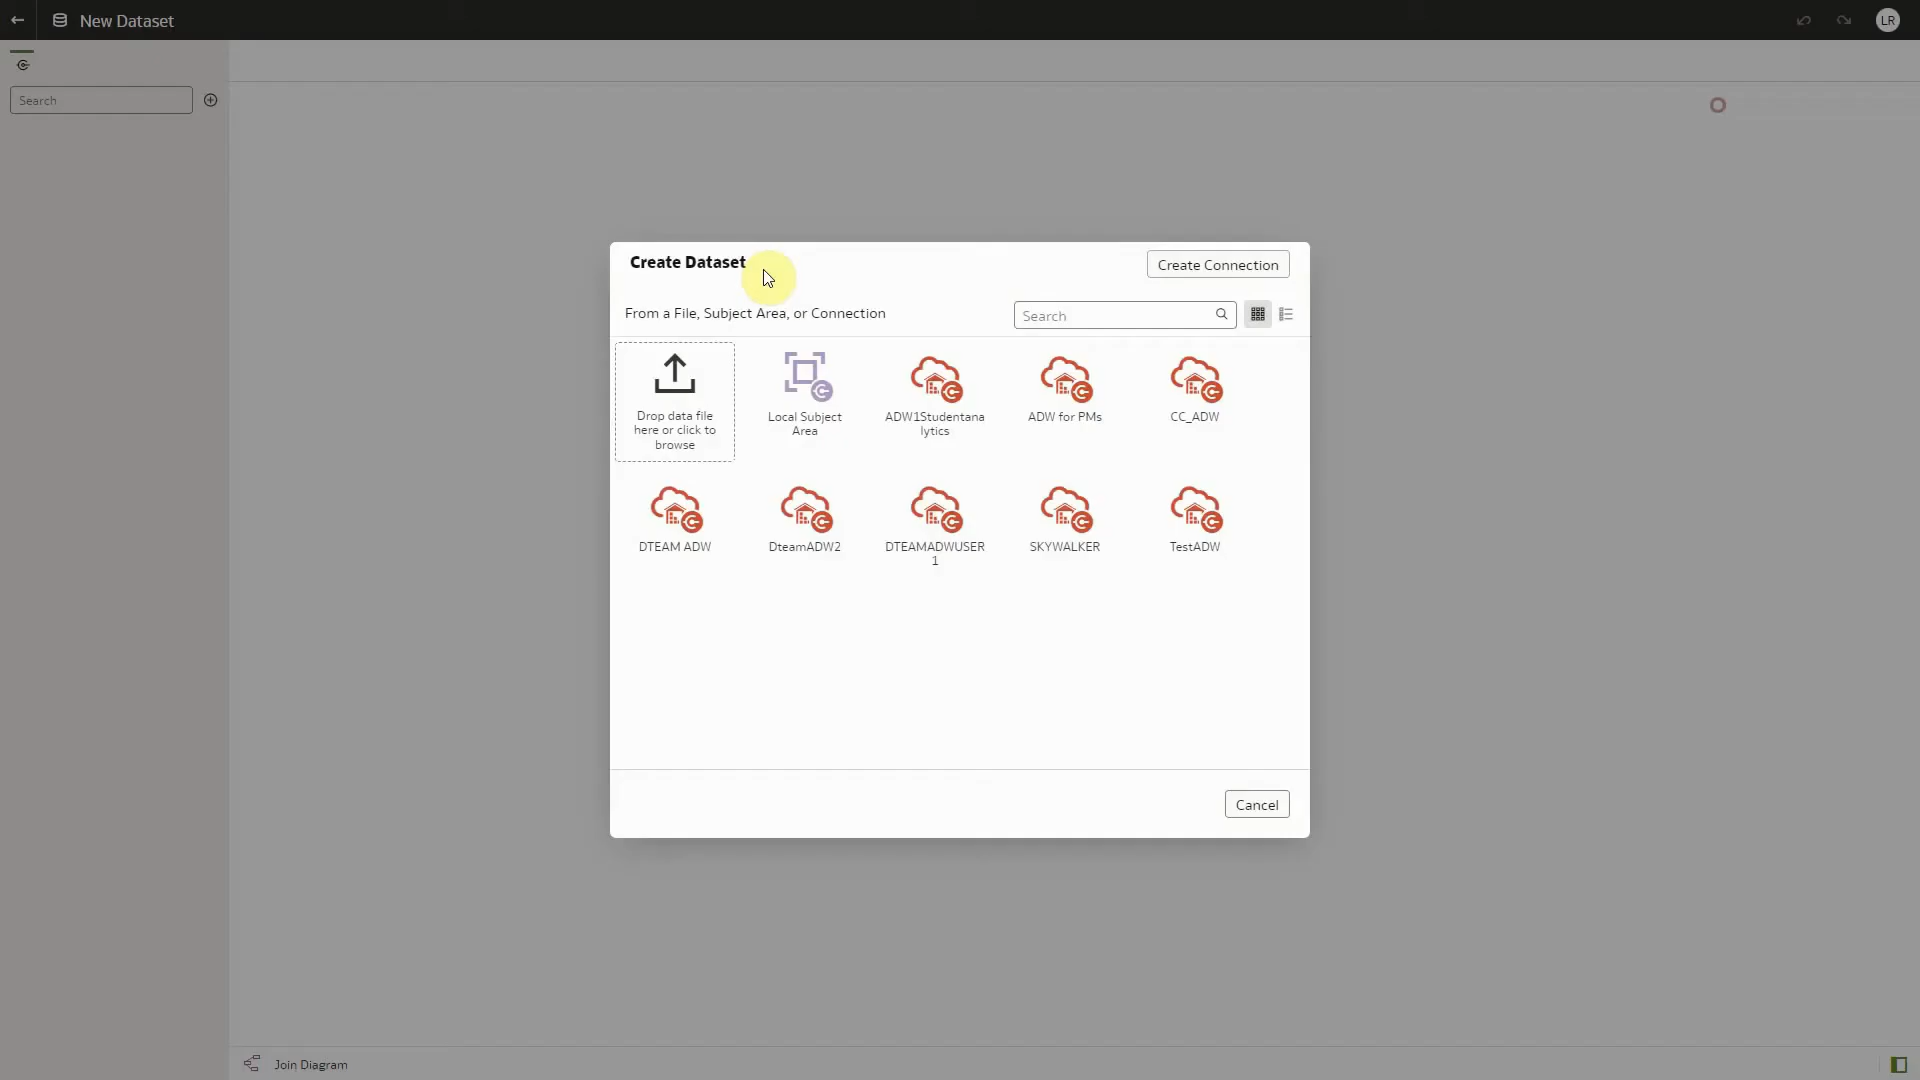 New Dataset
LR
Search
Create Dataset
Create Connection
From a File, Subject Area, or Connection
Search
Drop data file
here or click to
browse
Local Subject
Area
ADW1Studentana
lytics
ADW for PMs
CC_ADW
DTEAM ADW
DteamADW2
DTEAMADWUSER
1
SKYWALKER
TestADW
Cancel
Join Diagram